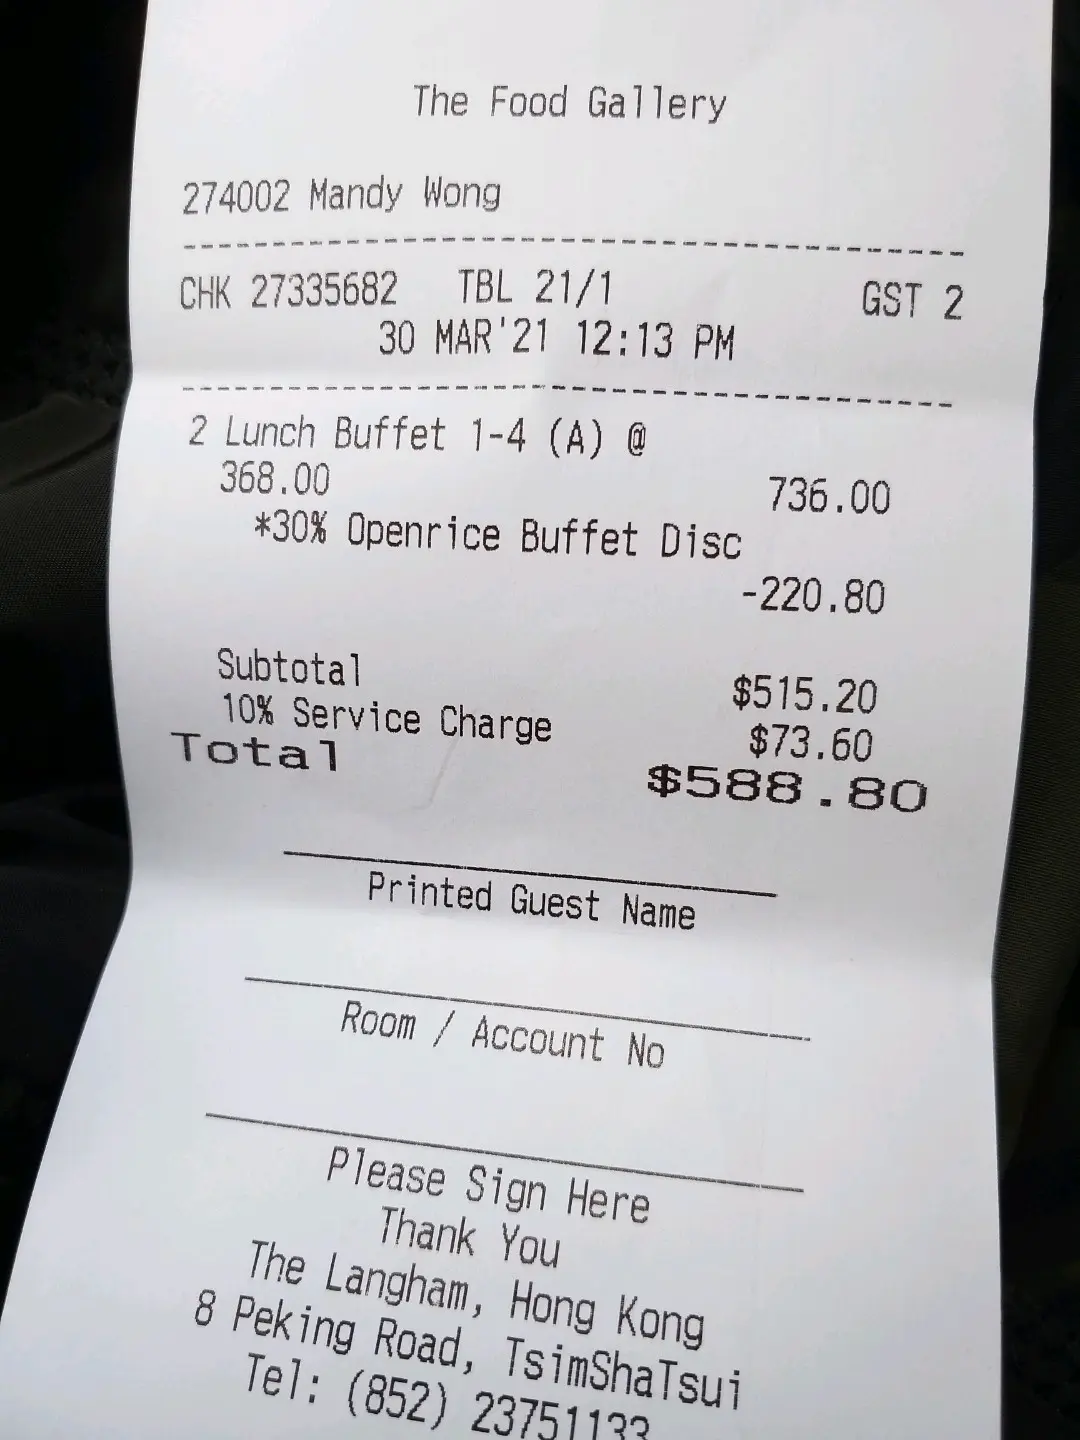 The Food Gallery
274002 Mandy Wong
CHK 27335682 TBL 21/1 GST 2
30 MAR'21 12:13 PM
2 Lunch Buffet 1-4 (A) @
368.00 736.00
*30% Openrice Buffet Disc
-220.80
Subtotal $515.20
10% Service Charge $73.60
Total $588.80
Printed Guest Name
Room / Account No
Please Sign Here
Thank You
The Langham, Hong Kong
8 Peking Road, TsimShaTsui
Tel: (852) 23751133